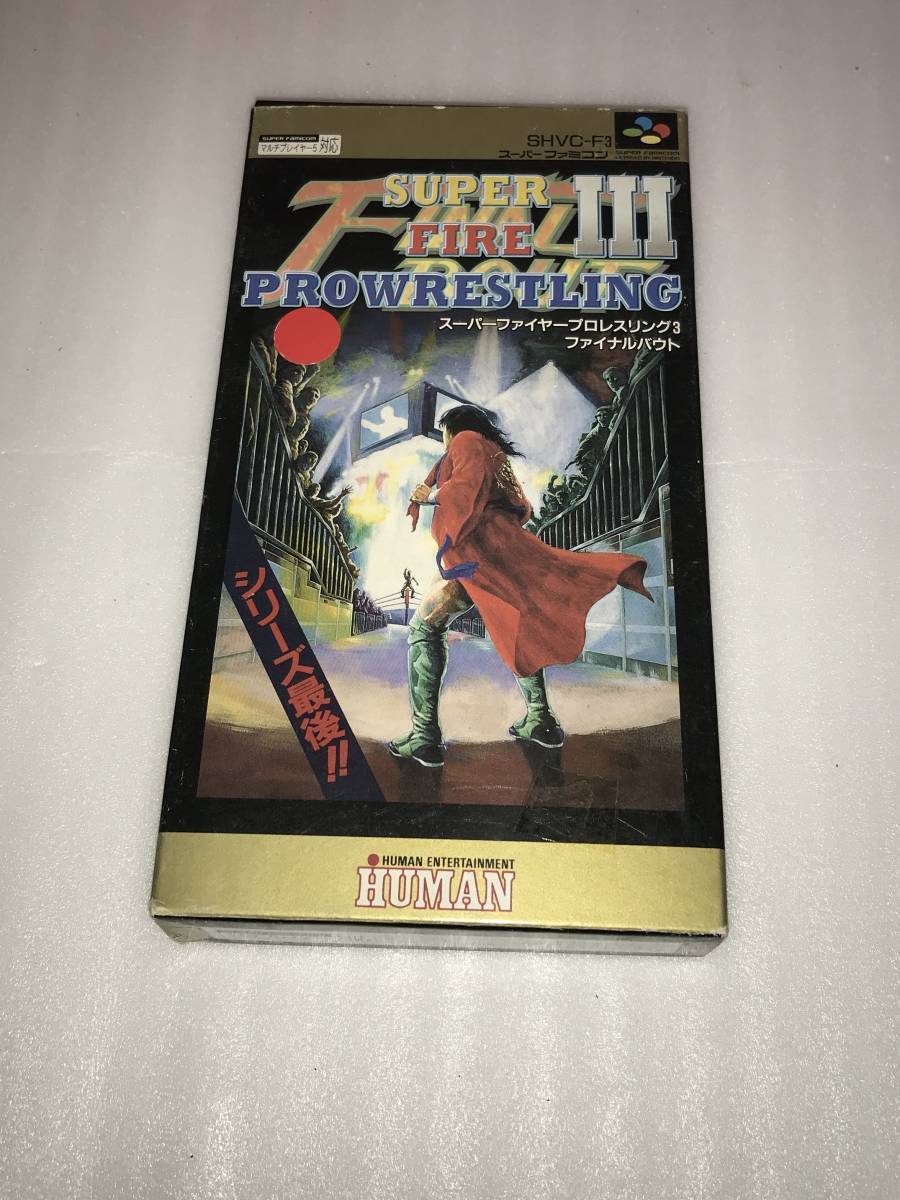 SUPER FAMICOM
マルチプレイヤー5 対応
SHVC-F3
スーパーファミコン
SUPER FAMICOM
LICENSED BY NINTENDO
SUPER
FIRE III
PROWRESTLING
FINAL
BOUT
スーパーファイヤープロレスリング3
ファイナルバウト
シリーズ最後!!
HUMAN ENTERTAINMENT
HUMAN